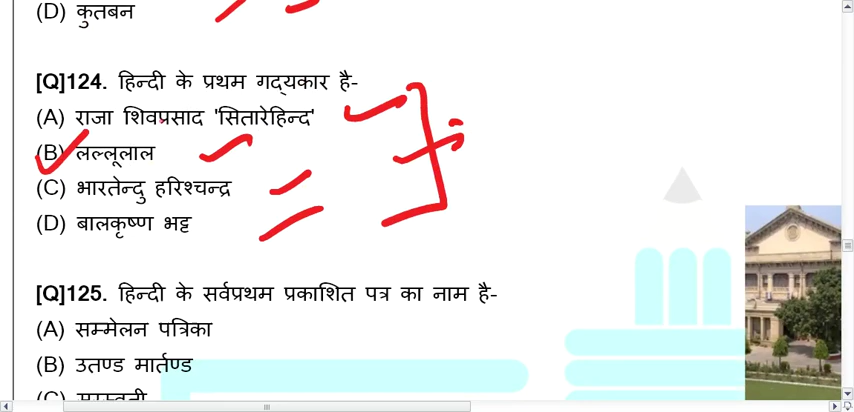 (D) कुतबन
[Q]124. हिन्दी के प्रथम गद्यकार है-
(A) राजा शिवप्रसाद 'सितारेहिन्द'
(B) लल्लूलाल
(C) भारतेन्दु हरिश्चन्द्र
(D) बालकृष्ण भट्ट
[Q]125. हिन्दी के सर्वप्रथम प्रकाशित पत्र का नाम है-
(A) सम्मेलन पत्रिका
(B) उतण्ड मार्तण्ड
(C)